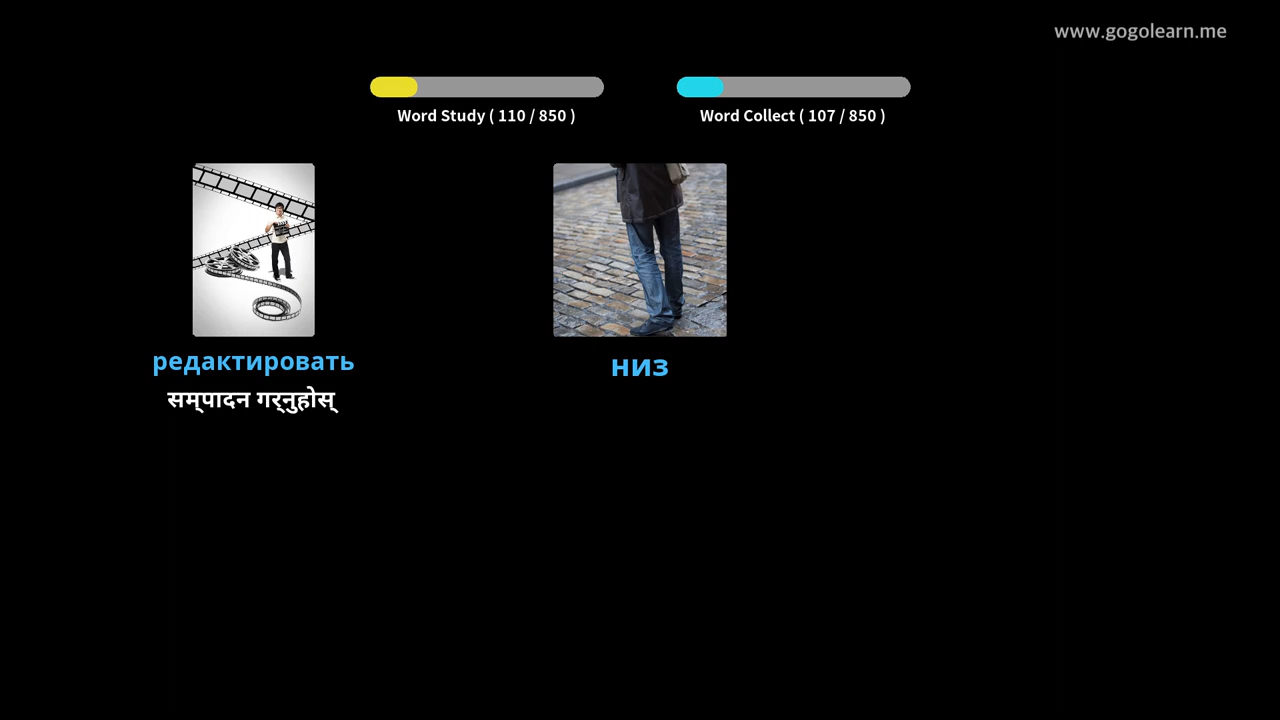 www.gogolearn.me
Word Study ( 110 / 850 )
Word Collect ( 107 / 850 )
редактировать
सम्पादन गर्नुहोस्
низ